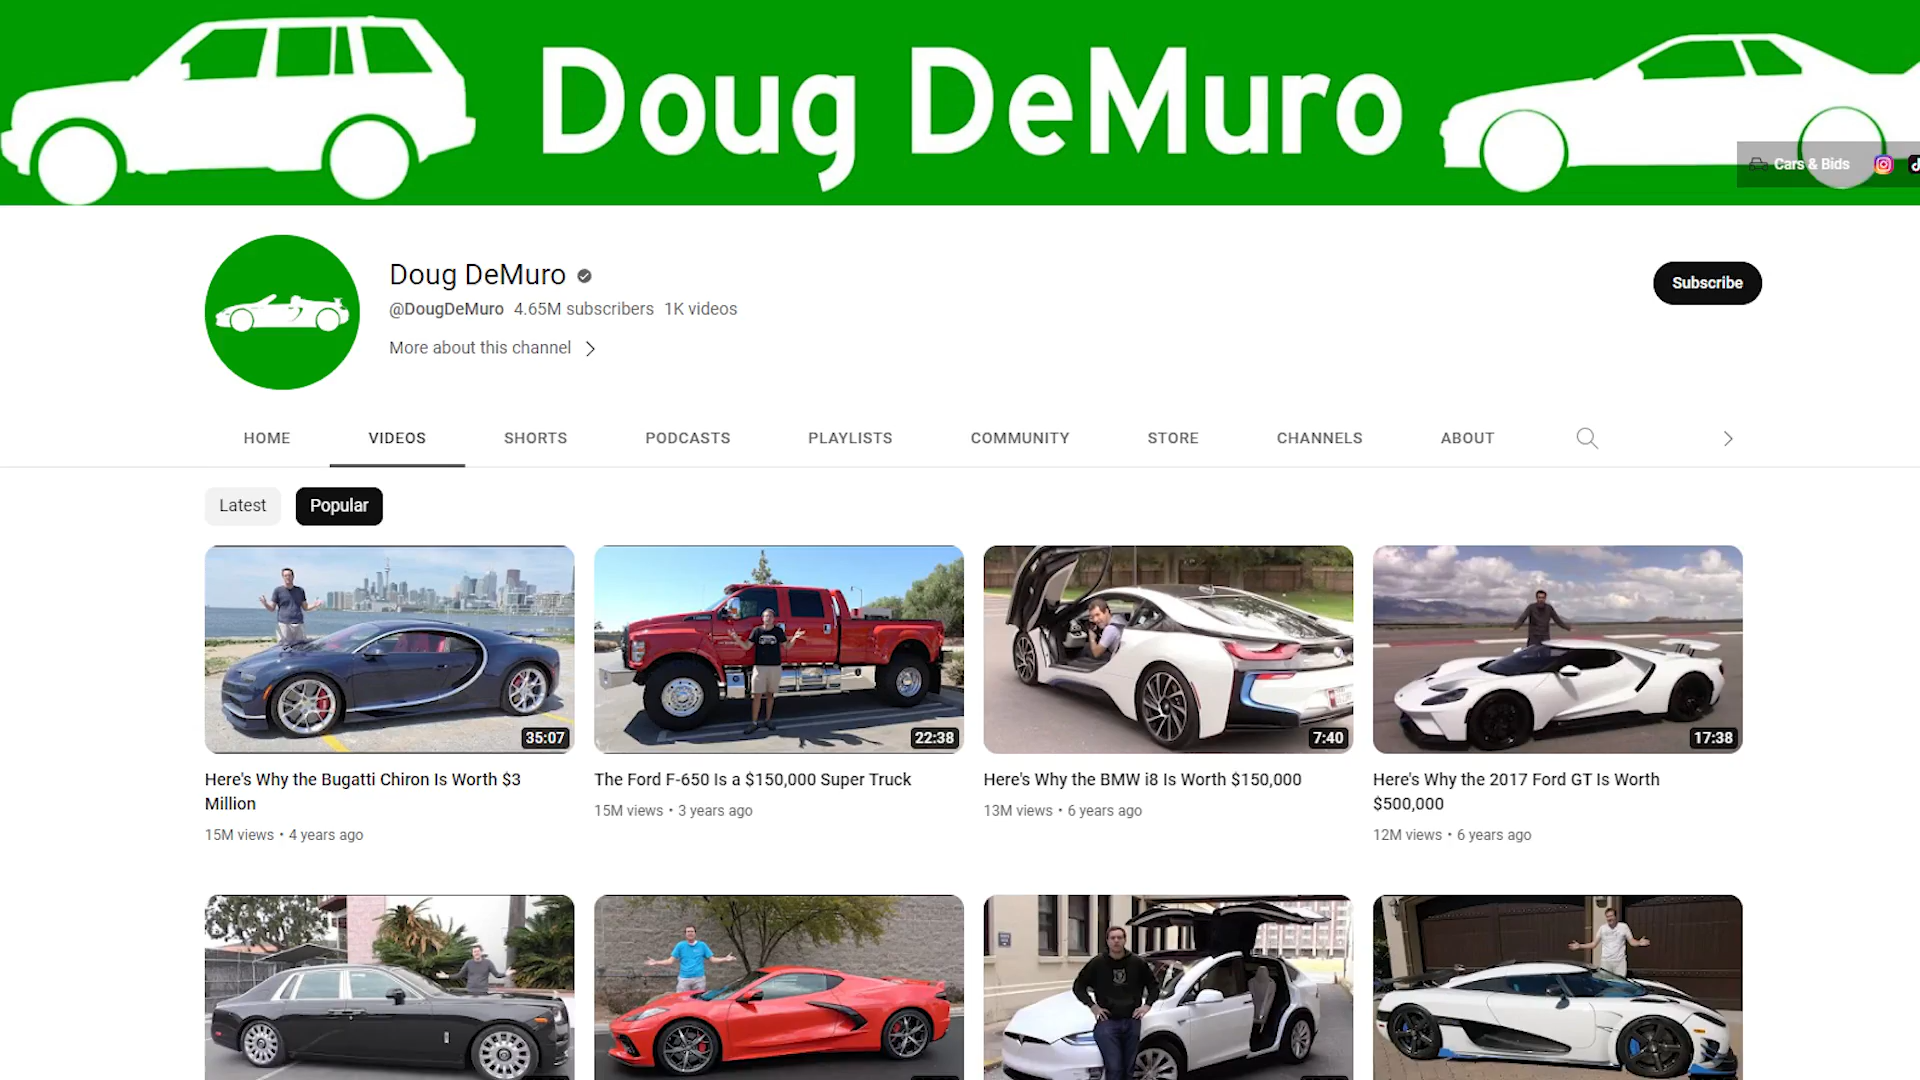 Doug DeMuro
Cars & Bids
Doug DeMuro
@DougDeMuro 4.65M subscribers 1K videos
More about this channel
Subscribe
HOME VIDEOS SHORTS PODCASTS PLAYLISTS COMMUNITY STORE CHANNELS ABOUT
Latest Popular
35:07 22:38 7:40 17:38
Here's Why the Bugatti Chiron Is Worth $3
Million
15M views • 4 years ago
The Ford F-650 Is a $150,000 Super Truck
15M views • 3 years ago
Here's Why the BMW i8 Is Worth $150,000
13M views • 6 years ago
Here's Why the 2017 Ford GT Is Worth
$500,000
12M views • 6 years ago